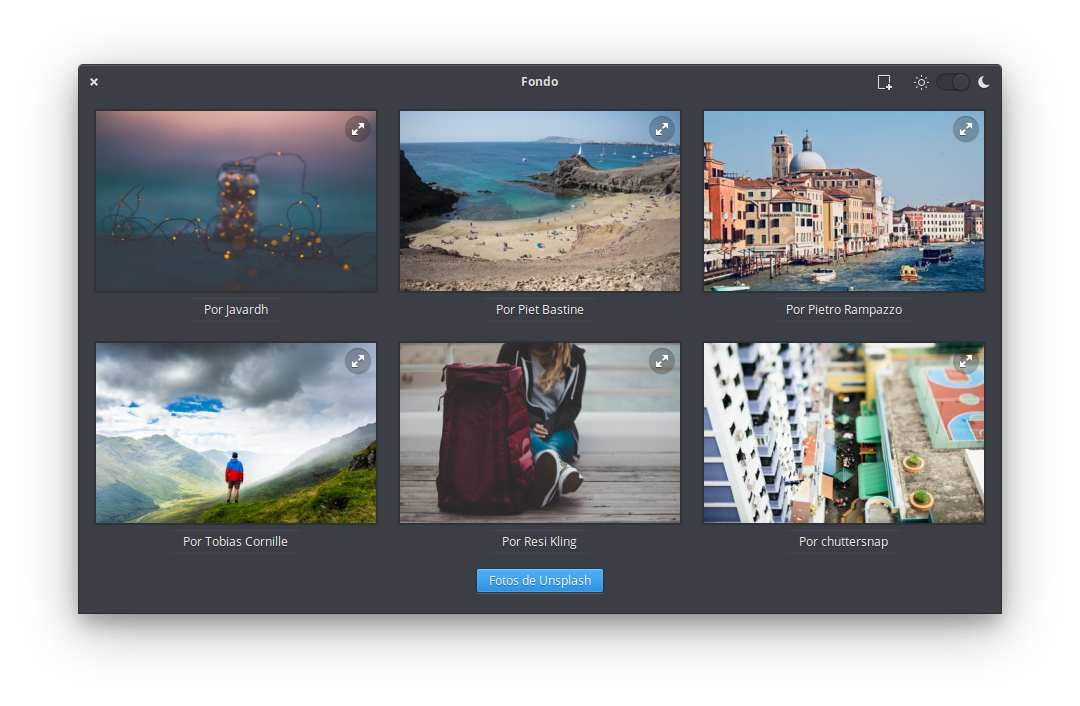 Fondo
Por Javardh
Por Piet Bastine
Por Pietro Rampazzo
Por Tobias Cornille
Por Resi Kling
Por chuttersnap
Fotos de Unsplash